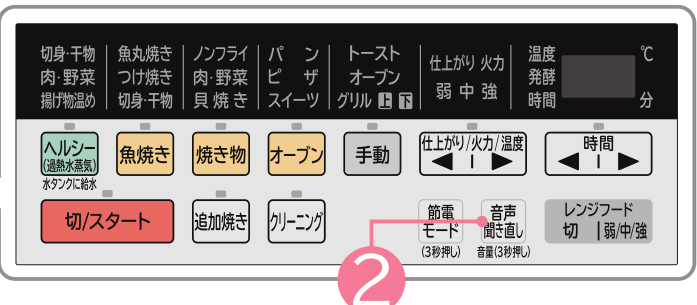 切身·干物 魚丸焼き ノンフライ パン トースト 仕上がり 火力 温度 ℃
肉·野菜 つけ焼き 肉·野菜 ピザ オーブン 弱 中 強 発酵
揚げ物温め 切身·干物 貝焼き スイーツ グリル 上 下 時間 分
ヘルシー
(過熱水蒸気)
水タンクに給水
魚焼き
焼き物
オーブン
手動
仕上がり/火力/温度
◀ I ▶
時間
◀ I ▶
切/スタート
追加焼き
クリーニング
節電
モード
(3秒押し)
音声
聞き直し
音量(3秒押し)
レンジフード
切 |弱/中/強
2